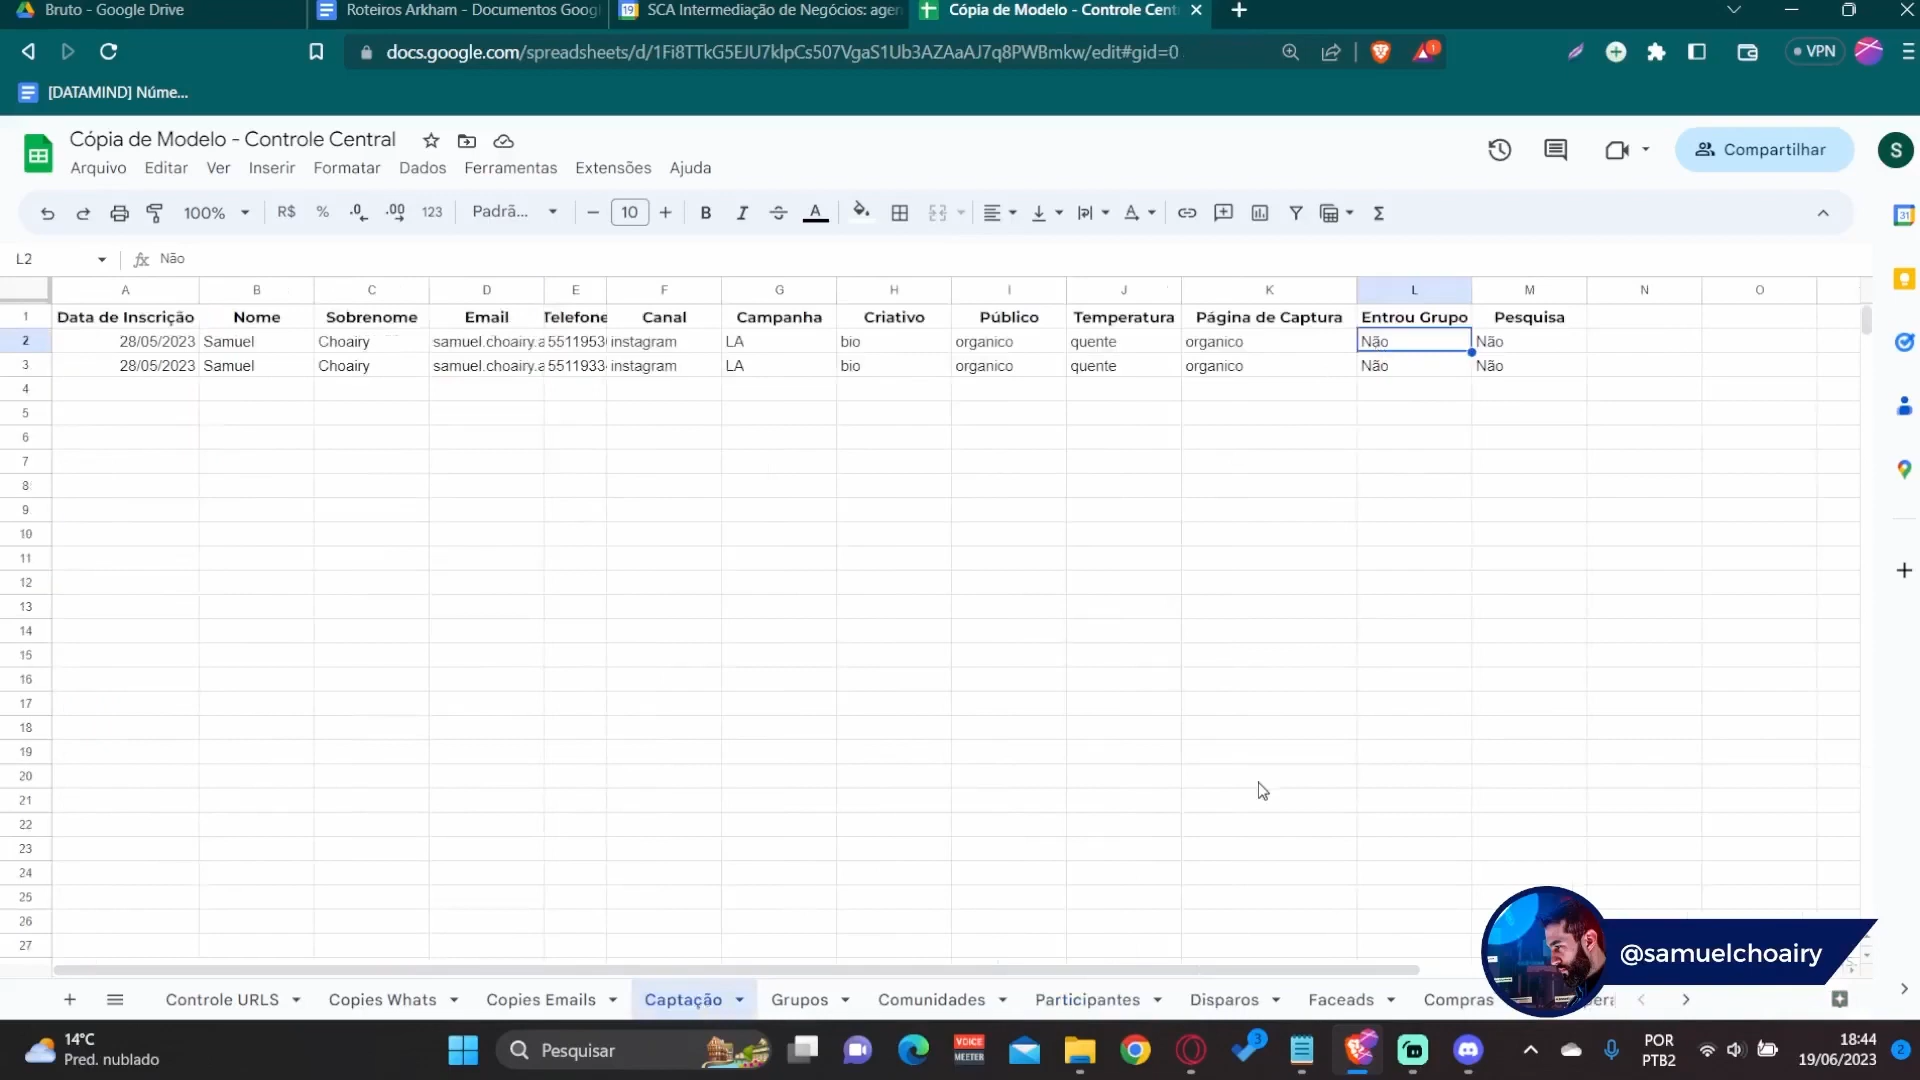 Bruto - Google Drive
Roteiros Arkham - Documentos Googl
SCA Intermediação de Negócios: agen
Cópia de Modelo - Controle Cent
docs.google.com/spreadsheets/d/1Fi8TTkG5EJU7klpCs507VgaS1Ub3AZAaAJ7q8PWBmkw/edit#gid=0
1
VPN
[DATAMIND] Núme...
Cópia de Modelo - Controle Central
Arquivo Editar Ver Inserir Formatar Dados Ferramentas Extensões Ajuda
Compartilhar
S
100% R$ % .0 .00 123 Padrã... 10 B I A Σ
31
L2 fx Não
A B C D E F G H I J K L M N O
1 Data de Inscrição Nome Sobrenome Email Telefone Canal Campanha Criativo Público Temperatura Página de Captura Entrou Grupo Pesquisa
2 28/05/2023 Samuel Choairy samuel.choairy.a 5511953 instagram LA bio organico quente organico Não Não
3 28/05/2023 Samuel Choairy samuel.choairy.a 5511933 instagram LA bio organico quente organico Não Não
4
5
6
7
8
9
10
11
12
13
14
15
16
17
18
19
20
21
22
23
24
25
26
27
@samuelchoairy
Controle URLS Copies Whats Copies Emails Captação Grupos Comunidades Participantes Disparos Faceads Compras
14°C
Pred. nublado
Pesquisar
VOICE
MEETER
3
POR
PTB2
18:44
19/06/2023
2